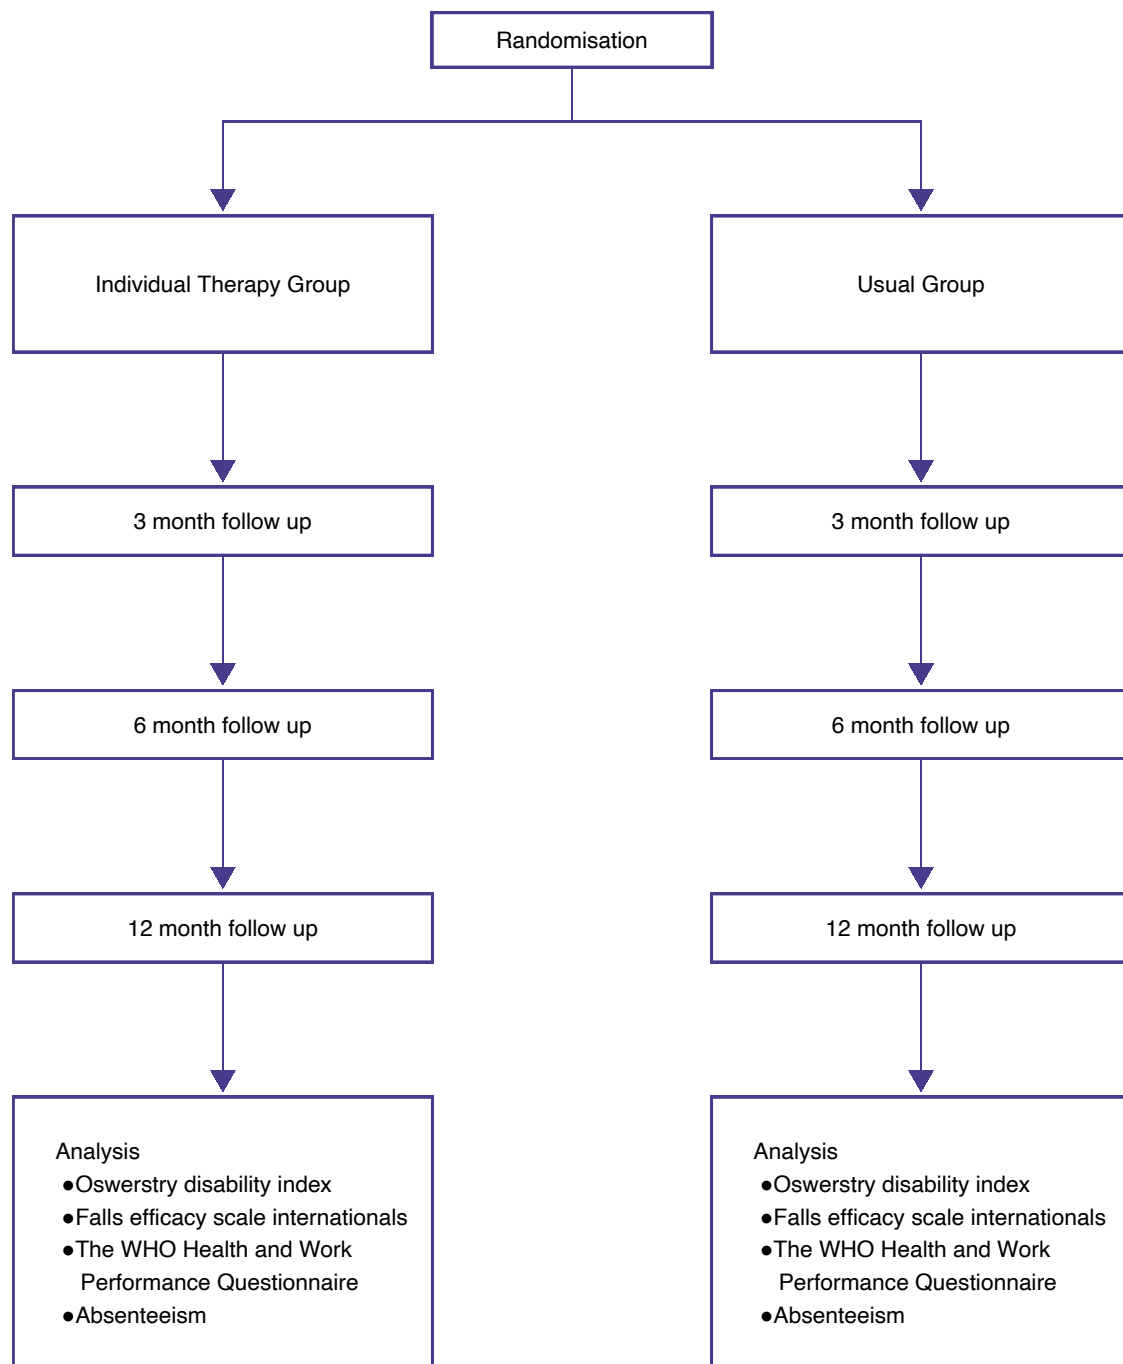 Randomisation
Individual Therapy Group
Usual Group
3 month follow up
3 month follow up
6 month follow up
6 month follow up
12 month follow up
12 month follow up
Analysis
●Oswerstry disability index
●Falls efficacy scale internationals
●The WHO Health and Work
Performance Questionnaire
●Absenteeism
Analysis
●Oswerstry disability index
●Falls efficacy scale internationals
●The WHO Health and Work
Performance Questionnaire
●Absenteeism